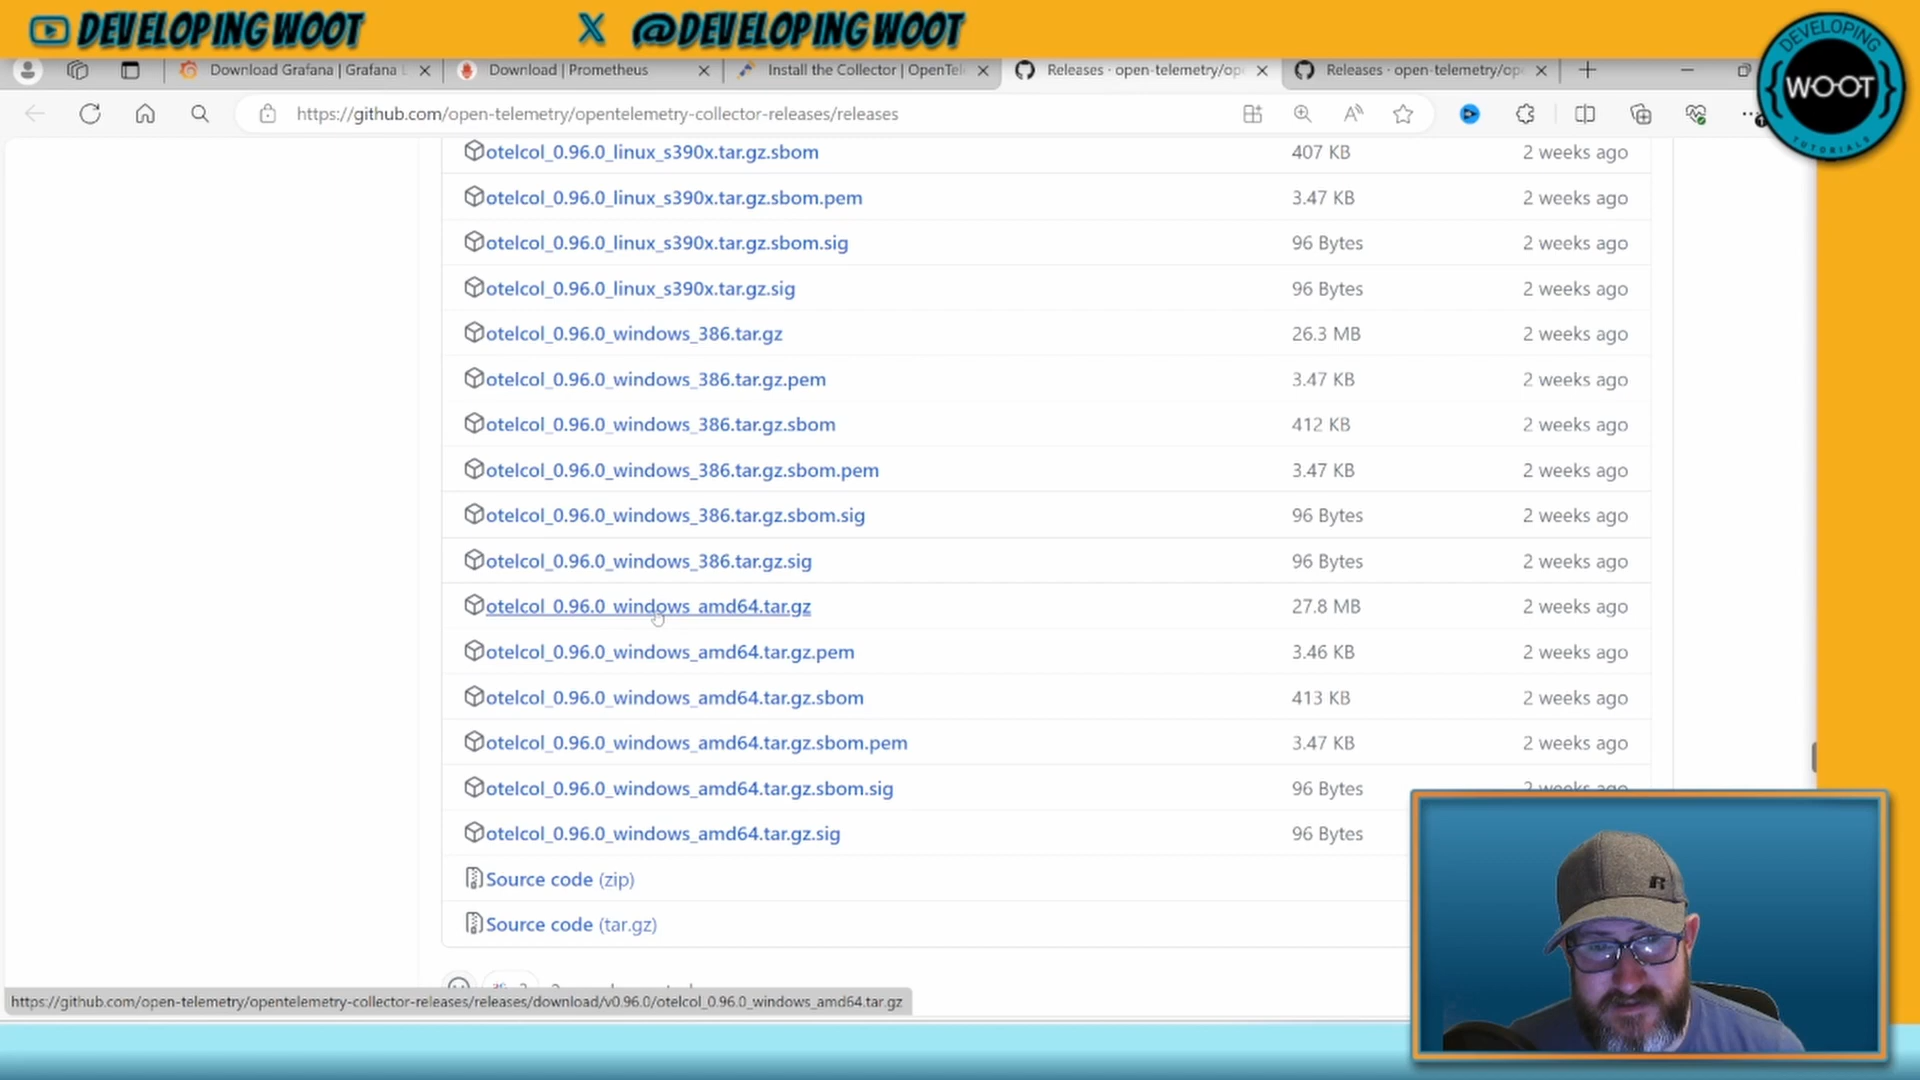 DEVELOPINGWOOT
@DEVELOPINGWOOT
DEVELOPING
WOOT
TUTORIALS
Download Grafana | Grafana L
Download | Prometheus
Install the Collector | OpenTele
Releases · open-telemetry/ope
Releases · open-telemetry/ope
https://github.com/open-telemetry/opentelemetry-collector-releases/releases
otelcol_0.96.0_linux_s390x.tar.gz.sbom 407 KB 2 weeks ago
otelcol_0.96.0_linux_s390x.tar.gz.sbom.pem 3.47 KB 2 weeks ago
otelcol_0.96.0_linux_s390x.tar.gz.sbom.sig 96 Bytes 2 weeks ago
otelcol_0.96.0_linux_s390x.tar.gz.sig 96 Bytes 2 weeks ago
otelcol_0.96.0_windows_386.tar.gz 26.3 MB 2 weeks ago
otelcol_0.96.0_windows_386.tar.gz.pem 3.47 KB 2 weeks ago
otelcol_0.96.0_windows_386.tar.gz.sbom 412 KB 2 weeks ago
otelcol_0.96.0_windows_386.tar.gz.sbom.pem 3.47 KB 2 weeks ago
otelcol_0.96.0_windows_386.tar.gz.sbom.sig 96 Bytes 2 weeks ago
otelcol_0.96.0_windows_386.tar.gz.sig 96 Bytes 2 weeks ago
otelcol_0.96.0_windows_amd64.tar.gz 27.8 MB 2 weeks ago
otelcol_0.96.0_windows_amd64.tar.gz.pem 3.46 KB 2 weeks ago
otelcol_0.96.0_windows_amd64.tar.gz.sbom 413 KB 2 weeks ago
otelcol_0.96.0_windows_amd64.tar.gz.sbom.pem 3.47 KB 2 weeks ago
otelcol_0.96.0_windows_amd64.tar.gz.sbom.sig 96 Bytes 2 weeks ago
otelcol_0.96.0_windows_amd64.tar.gz.sig 96 Bytes
Source code (zip)
Source code (tar.gz)
https://github.com/open-telemetry/opentelemetry-collector-releases/releases/download/v0.96.0/otelcol_0.96.0_windows_amd64.tar.gz